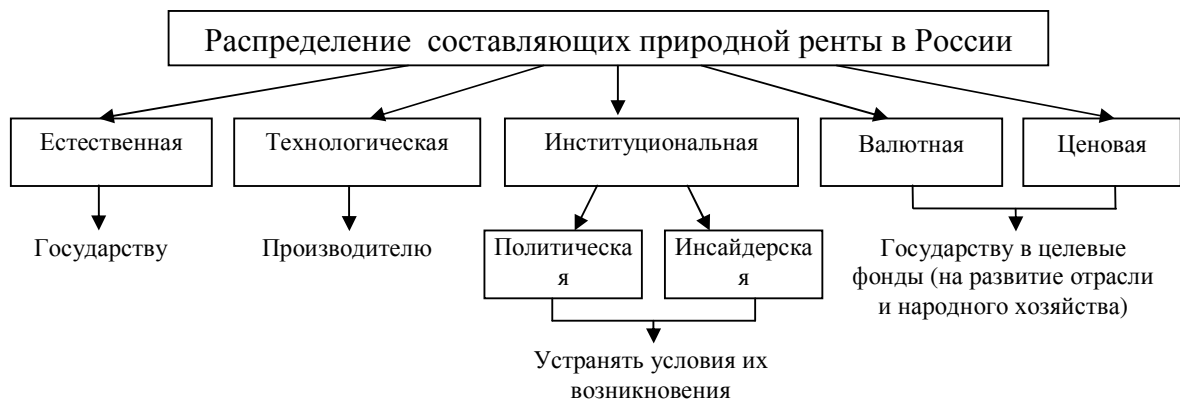 Распределение составляющих природной ренты в России
Естественная
Технологическая
Институциональная
Валютная
Ценовая
Государству
Производителю
Политическа
я
Инсайдерска
я
Государству в целевые
фонды (на развитие отрасли
и народного хозяйства)
Устранять условия их
возникновения